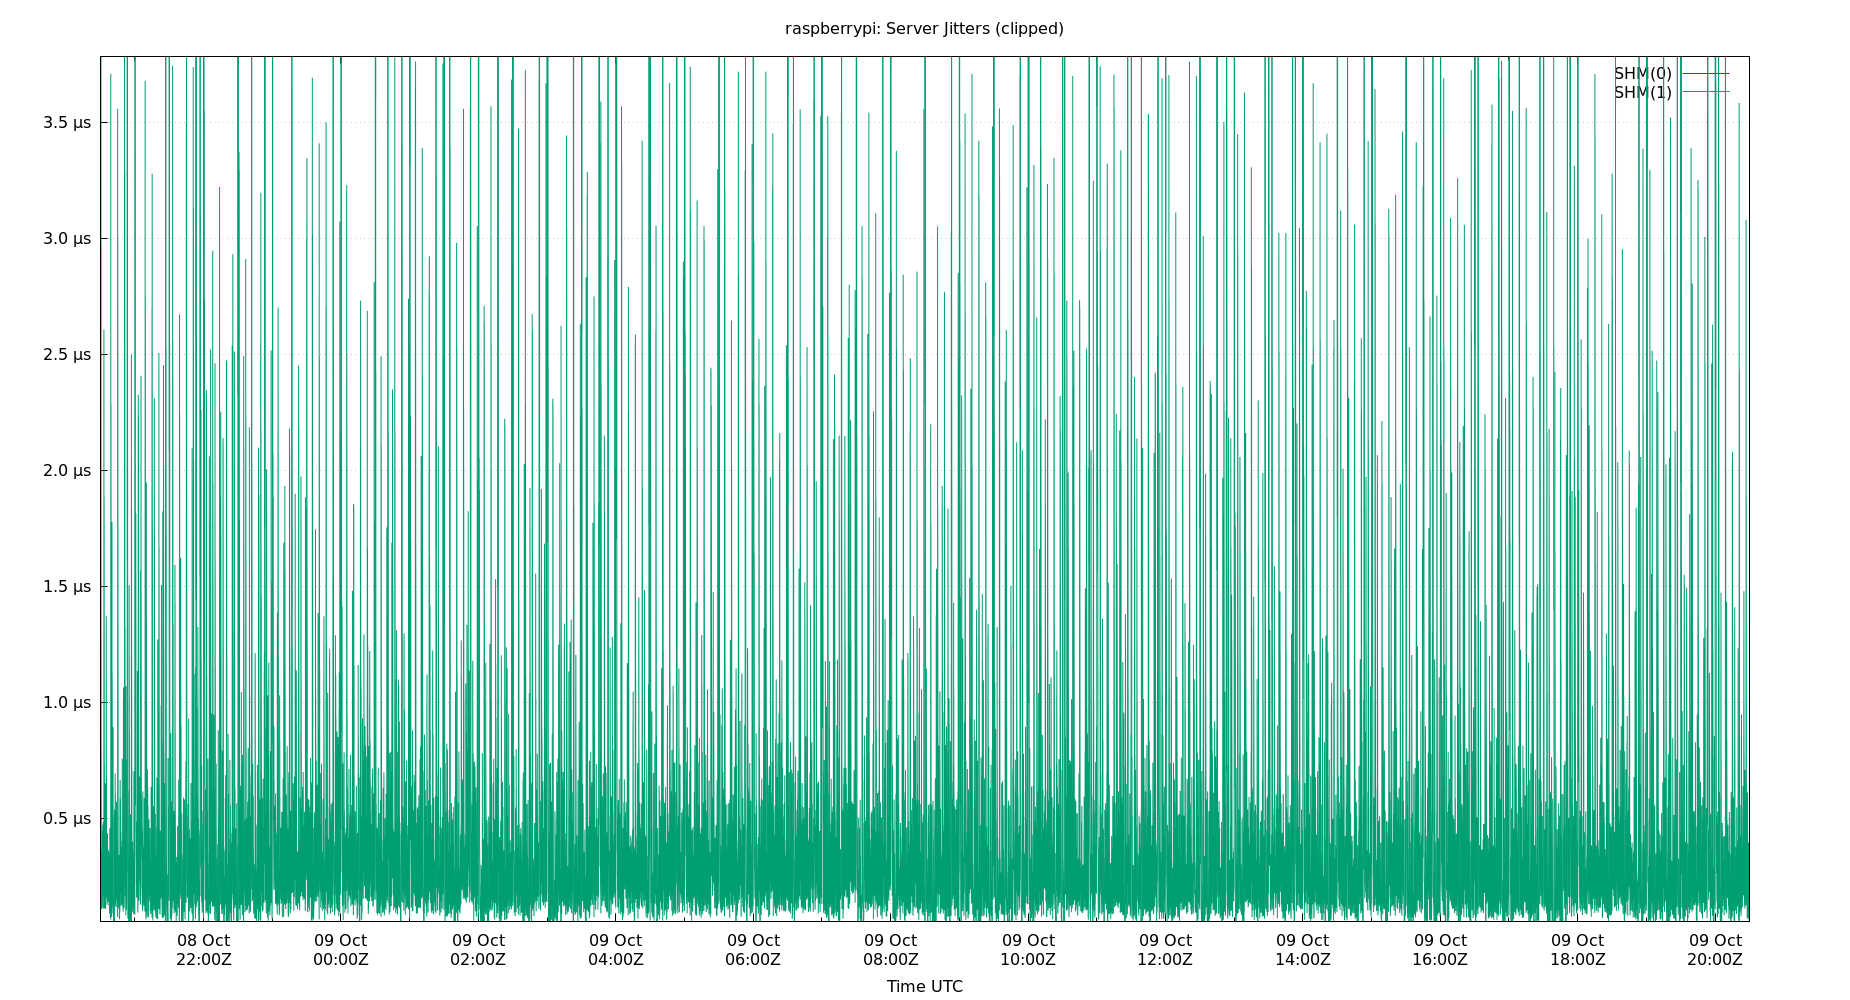 raspberrypi: Server Jitters (clipped)
SHM(0)
SHM(1)
3.5 µs
3.0 µs
2.5 µs
2.0 µs
1.5 µs
1.0 µs
0.5 µs
08 Oct 09 Oct 09 Oct 09 Oct 09 Oct 09 Oct 09 Oct 09 Oct 09 Oct 09 Oct 09 Oct 09 Oct
22:00Z 00:00Z 02:00Z 04:00Z 06:00Z 08:00Z 10:00Z 12:00Z 14:00Z 16:00Z 18:00Z 20:00Z
Time UTC